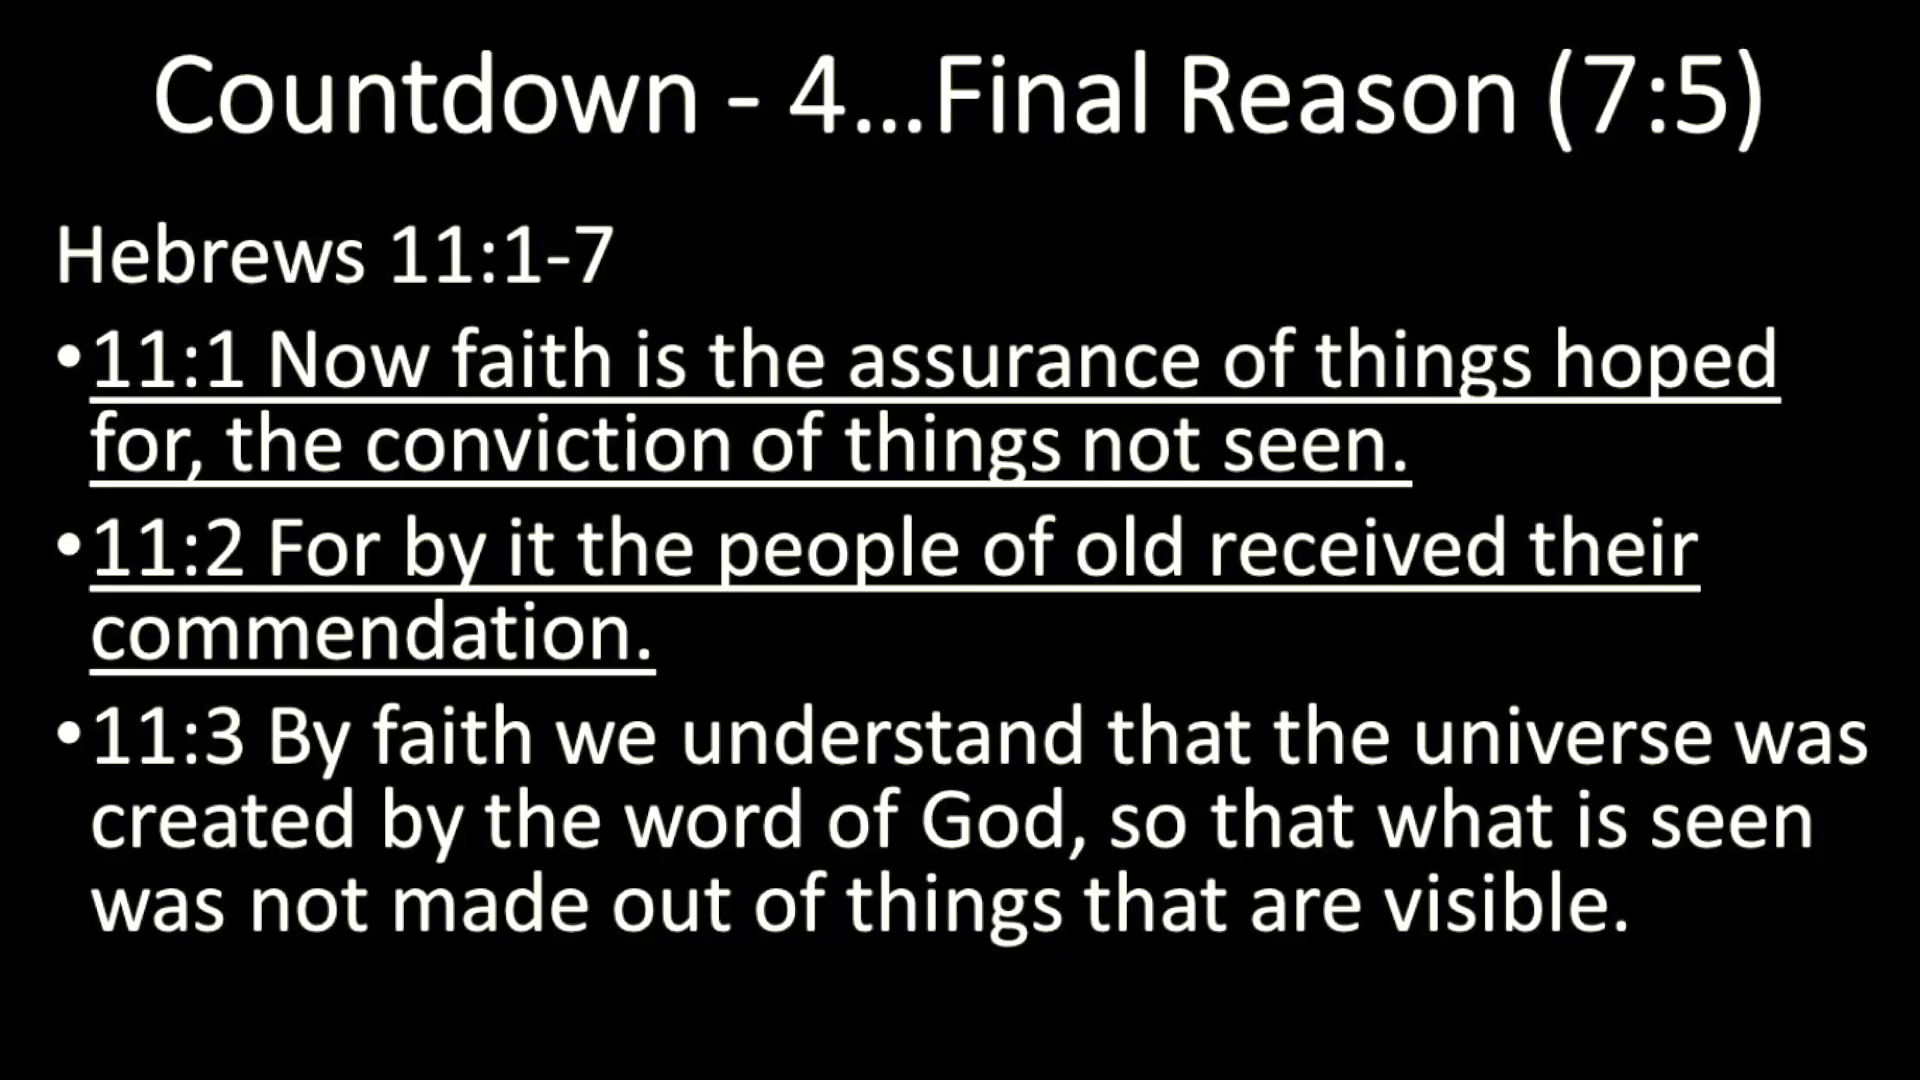 Countdown - 4...Final Reason (7:5)
Hebrews 11:1-7
•11:1 Now faith is the assurance of things hoped
for, the conviction of things not seen.
•11:2 For by it the people of old received their
commendation.
•11:3 By faith we understand that the universe was
created by the word of God, so that what is seen
was not made out of things that are visible.